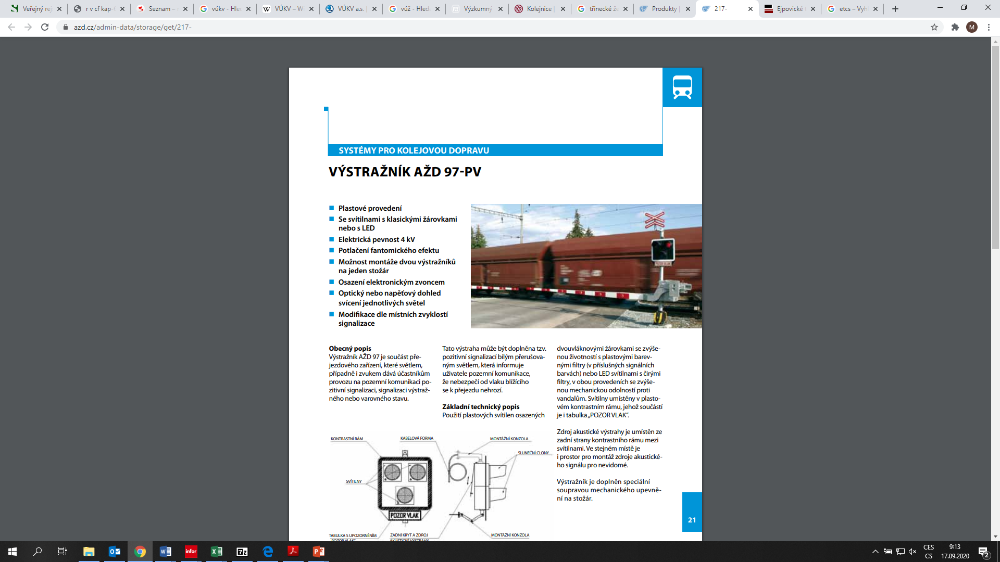 Veřejný rej
r v cf kap-
Seznam –
vúkv - Hled
VÚKV – Wi
VÚKV a.s. |
vúž - Hleda
Výzkumný
Kolejnice |
třinecké že
Produkty |
217-
Ejpovické t
etcs – Vyhl
azd.cz/admin-data/storage/get/217-
M
SYSTÉMY PRO KOLEJOVOU DOPRAVU
VÝSTRAŽNÍK AŽD 97-PV
Plastové provedení
Se svítilnami s klasickými žárovkami
nebo s LED
Elektrická pevnost 4 kV
Potlačení fantomického efektu
Možnost montáže dvou výstražníků
na jeden stožár
Osazení elektronickým zvoncem
Optický nebo napěťový dohled
svícení jednotlivých světel
Modifikace dle místních zvyklostí
signalizace
POZOR VLAK
Obecný popis
Výstražník AŽD 97 je součást pře-
jezdového zařízení, které světlem,
případně i zvukem dává účastníkům
provozu na pozemní komunikaci po-
zitivní signalizaci, signalizaci výstraž-
ného nebo varovného stavu.
Tato výstraha může být doplněna tzv.
pozitivní signalizací bílým přerušova-
ným světlem, která informuje
uživatele pozemní komunikace,
že nebezpečí od vlaku blížícího
se k přejezdu nehrozí.
Základní technický popis
Použití plastových svítilen osazených
dvouvláknovými žárovkami se zvýše-
nou životností s plastovými barev-
nými filtry (v příslušných signálních
barvách) nebo LED svítilnami s čirými
filtry, v obou provedeních se zvýše-
nou mechanickou odolností proti
vandalům. Svítilny umístěny v plasto-
vém kontrastním rámu, jehož součástí
je i tabulka „POZOR VLAK“.
Zdroj akustické výstrahy je umístěn ze
zadní strany kontrastního rámu mezi
svítilnami. Ve stejném místě je
i prostor pro montáž zdroje akustické-
ho signálu pro nevidomé.
Výstražník je doplněn speciální
soupravou mechanického upevně-
ní na stožár.
KONTRASTNÍ RÁM
KABELOVÁ FORMA
MONTÁŽNÍ KONZOLA
SLUNEČNÍ CLONY
SVÍTILNY
POZOR VLAK
TABULKA S UPOZORNĚNÍM
„POZOR VLAK“
ZADNÍ KRYT A ZDROJ
AKUSTICKÉ VÝSTRAHY
MONTÁŽNÍ KONZOLA
21
infor
7z
CES
CS
9:13
17.09.2020
2